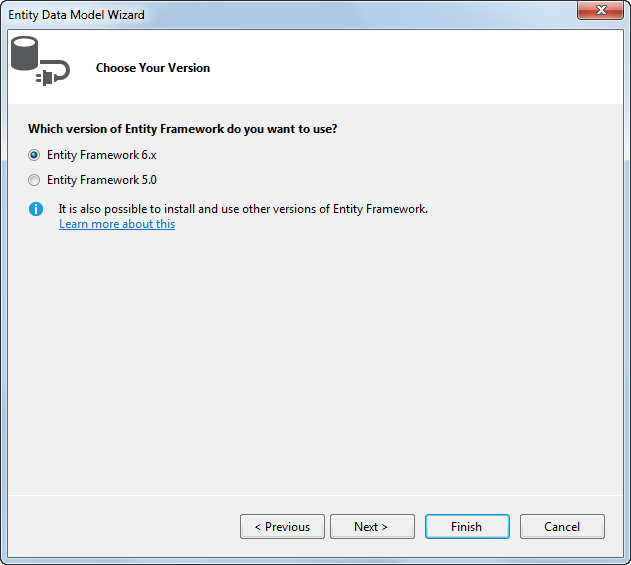 Entity Data Model Wizard
Choose Your Version
Which version of Entity Framework do you want to use?
Entity Framework 6.x
Entity Framework 5.0
It is also possible to install and use other versions of Entity Framework.
Learn more about this
< Previous
Next >
Finish
Cancel